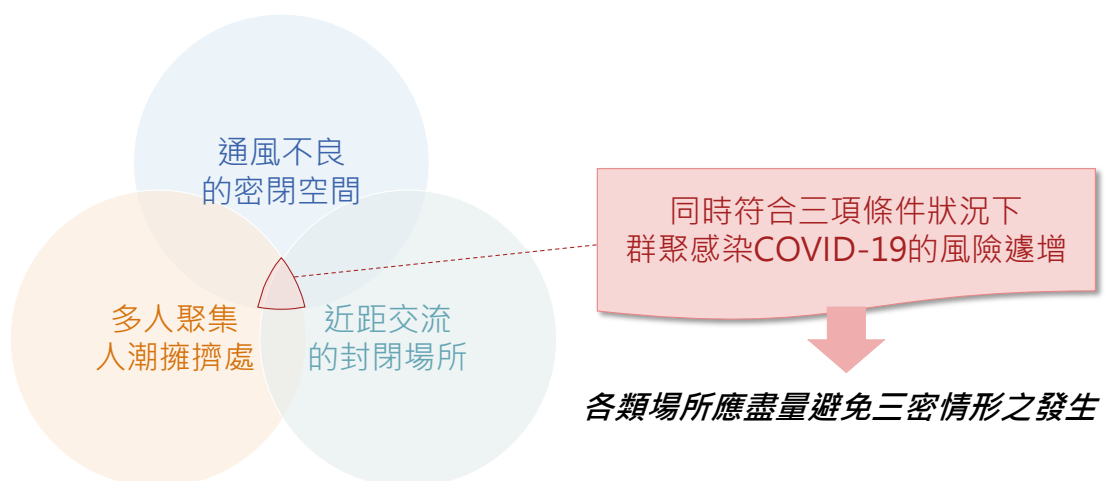 通風不良
的密閉空間
多人聚集
人潮擁擠處
近距交流
的封閉場所
同時符合三項條件狀況下
群聚感染COVID-19的風險遽增
各類場所應盡量避免三密情形之發生